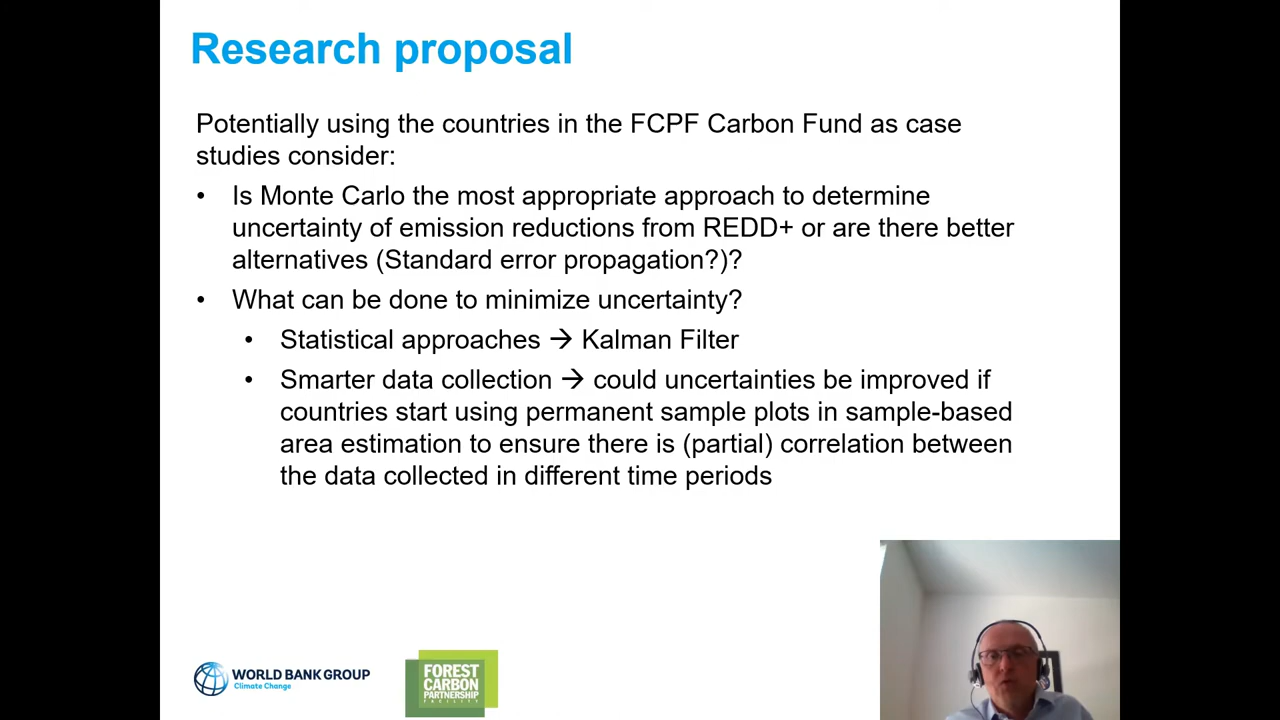 Research proposal
Potentially using the countries in the FCPF Carbon Fund as case
studies consider:
• Is Monte Carlo the most appropriate approach to determine
uncertainty of emission reductions from REDD+ or are there better
alternatives (Standard error propagation?)?
• What can be done to minimize uncertainty?
• Statistical approaches → Kalman Filter
• Smarter data collection → could uncertainties be improved if
countries start using permanent sample plots in sample-based
area estimation to ensure there is (partial) correlation between
the data collected in different time periods
WORLD BANK GROUP
Climate Change
FOREST
CARBON
PARTNERSHIP
FACILITY